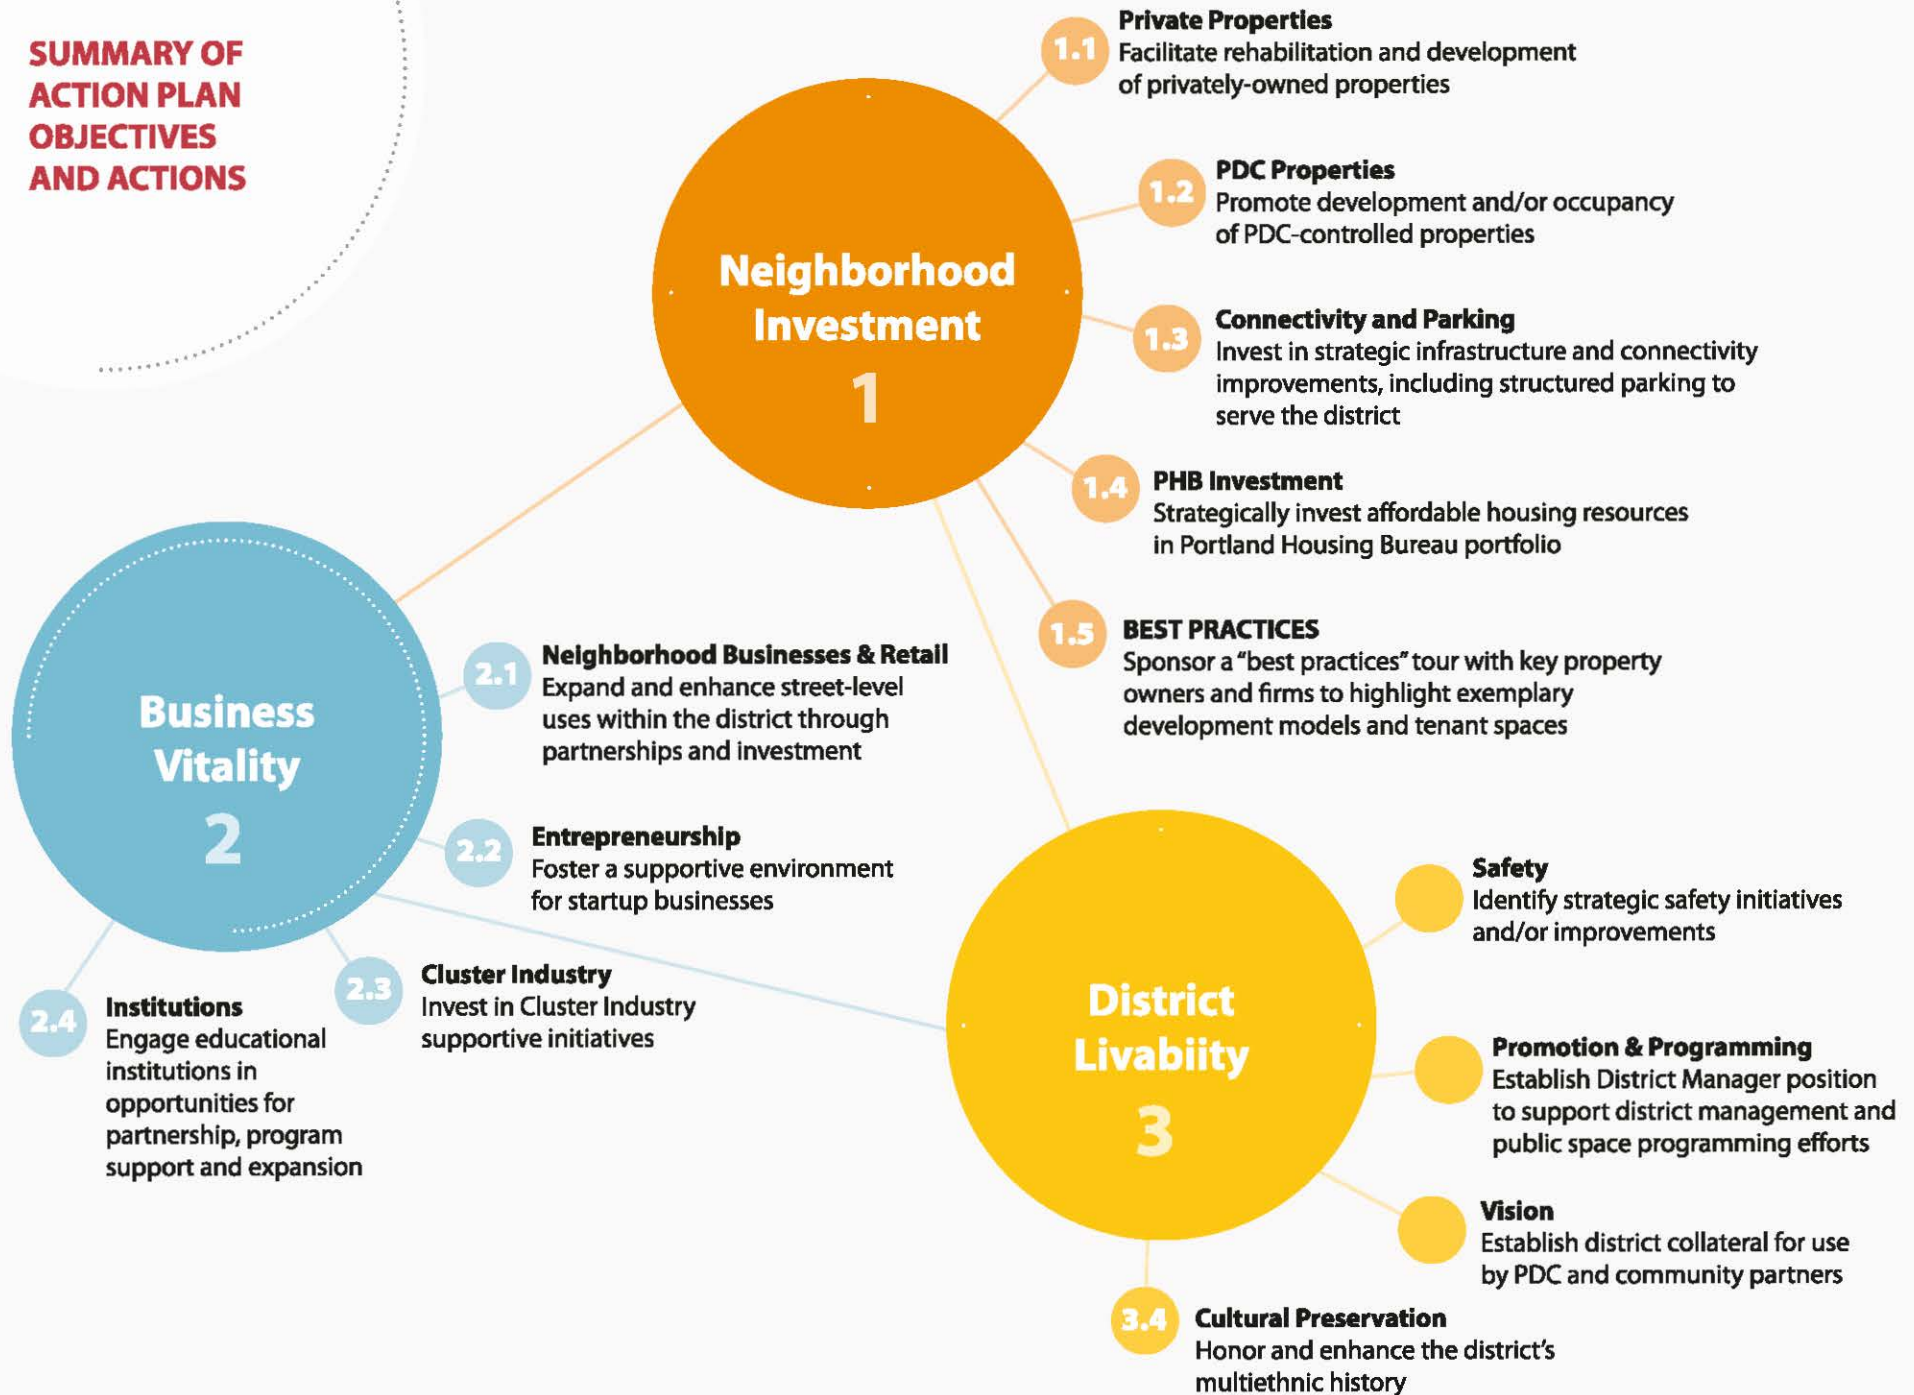 SUMMARY OF
ACTION PLAN
OBJECTIVES
AND ACTIONS
Neighborhood
Investment
1
1.1
Private Properties
Facilitate rehabilitation and development
of privately-owned properties
1.2
PDC Properties
Promote development and/or occupancy
of PDC-controlled properties
1.3
Connectivity and Parking
Invest in strategic infrastructure and connectivity
improvements, including structured parking to
serve the district
1.4
PHB Investment
Strategically invest affordable housing resources
in Portland Housing Bureau portfolio
1.5
BEST PRACTICES
Sponsor a "best practices" tour with key property
owners and firms to highlight exemplary
development models and tenant spaces
Business
Vitality
2
2.1
Neighborhood Businesses & Retail
Expand and enhance street-level
uses within the district through
partnerships and investment
2.2
Entrepreneurship
Foster a supportive environment
for startup businesses
2.3
Cluster Industry
Invest in Cluster Industry
supportive initiatives
2.4
Institutions
Engage educational
institutions in
opportunities for
partnership, program
support and expansion
District
Livabiity
3
Safety
Identify strategic safety initiatives
and/or improvements
Promotion & Programming
Establish District Manager position
to support district management and
public space programming efforts
Vision
Establish district collateral for use
by PDC and community partners
3.4
Cultural Preservation
Honor and enhance the district's
multiethnic history